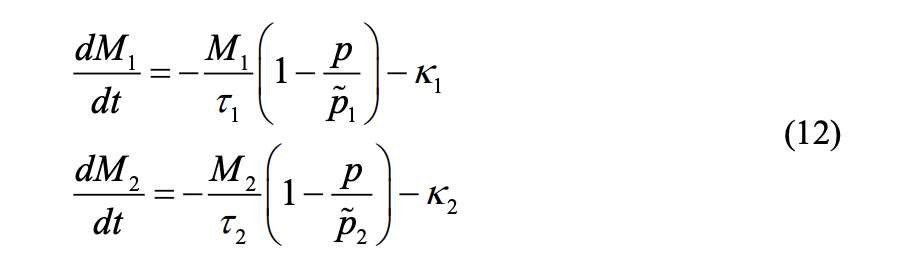 dM₁/dt = −M₁/τ₁ (1 − p/p̃₁) − κ₁
(12)
dM₂/dt = −M₂/τ₂ (1 − p/p̃₂) − κ₂